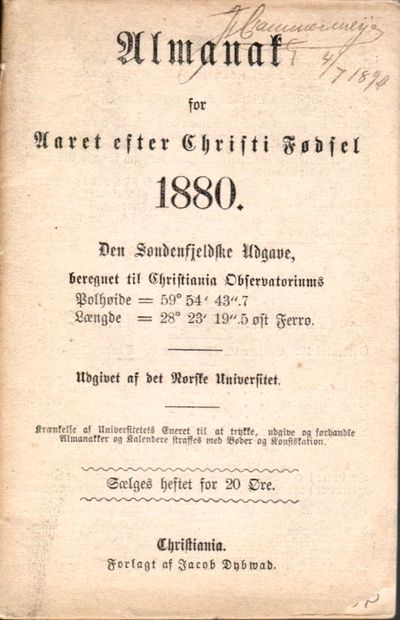 Cammermeyer
4/7 1894
Almanak
for
Aaret efter Christi Fødsel
1880.
Den Søndenfjeldske Udgave,
beregnet til Christiania Observatoriums
Polhøide = 59° 54′ 43″.7
Længde = 28° 23′ 19″.5 øst Ferro.
Udgivet af det Norske Universitet.
Krænkelse af Universitetets Eneret til at trykke, udgive og forhandle
Almanakker og Kalendere straffes med Bøder og Konfiskation.
Sælges heftet for 20 Øre.
Christiania.
Forlagt af Jacob Dybwad.